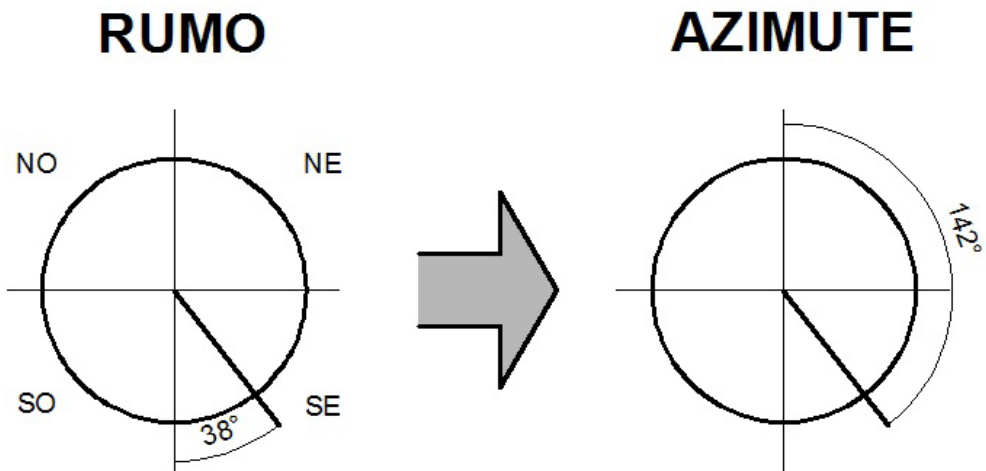 RUMO
AZIMUTE
NO
NE
142°
SO
SE
38°